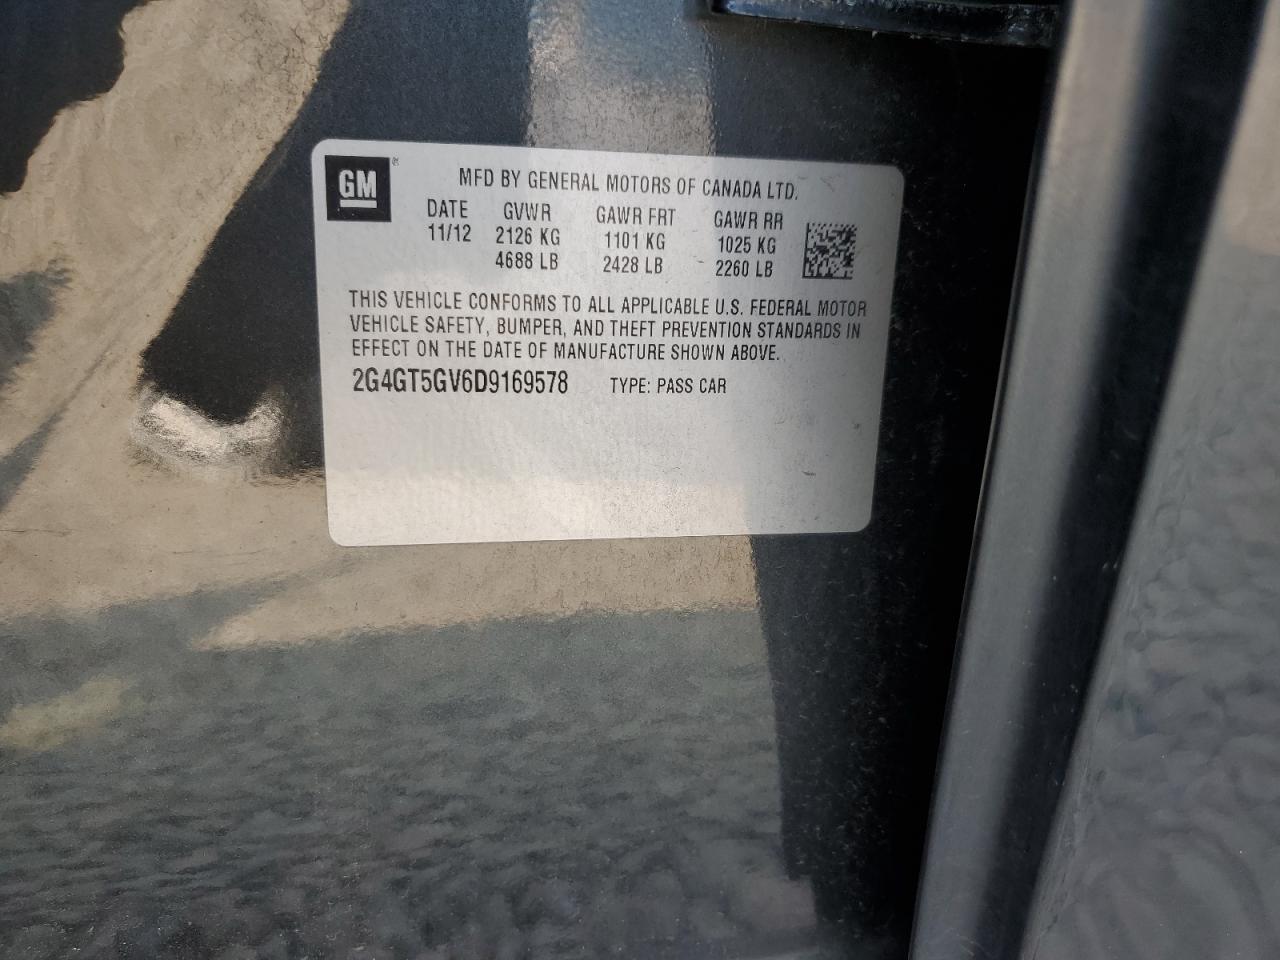 GM®
MFD BY GENERAL MOTORS OF CANADA LTD.
DATE GVWR GAWR FRT GAWR RR
11/12 2126 KG 1101 KG 1025 KG
4688 LB 2428 LB 2260 LB
THIS VEHICLE CONFORMS TO ALL APPLICABLE U.S. FEDERAL MOTOR
VEHICLE SAFETY, BUMPER, AND THEFT PREVENTION STANDARDS IN
EFFECT ON THE DATE OF MANUFACTURE SHOWN ABOVE.
2G4GT5GV6D9169578 TYPE: PASS CAR